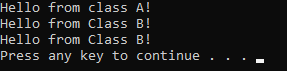 Hello from class A!
Hello from Class B!
Hello from Class B!
Press any key to continue . . .